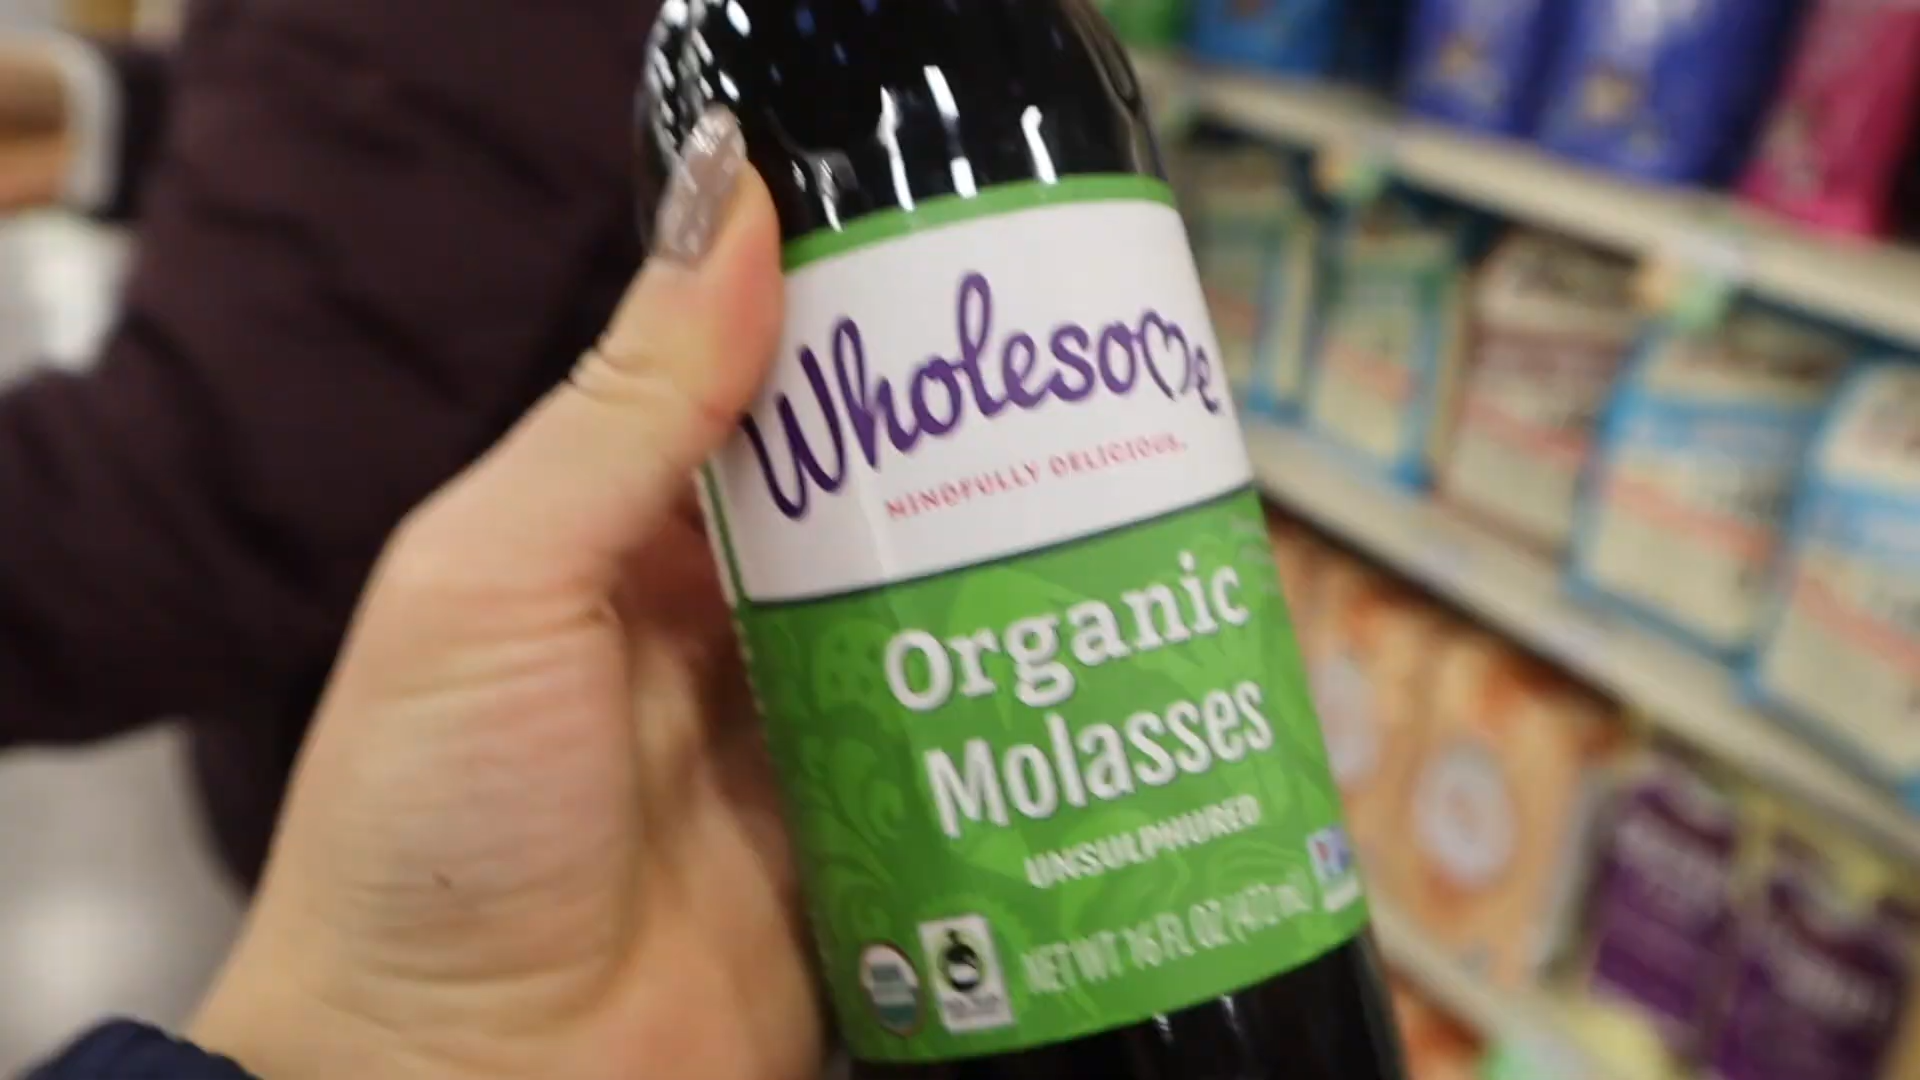 Wholesome
MINDFULLY DELICIOUS.
Organic
Molasses
UNSULPHURED
NET WT 16 FL OZ (472 mL)